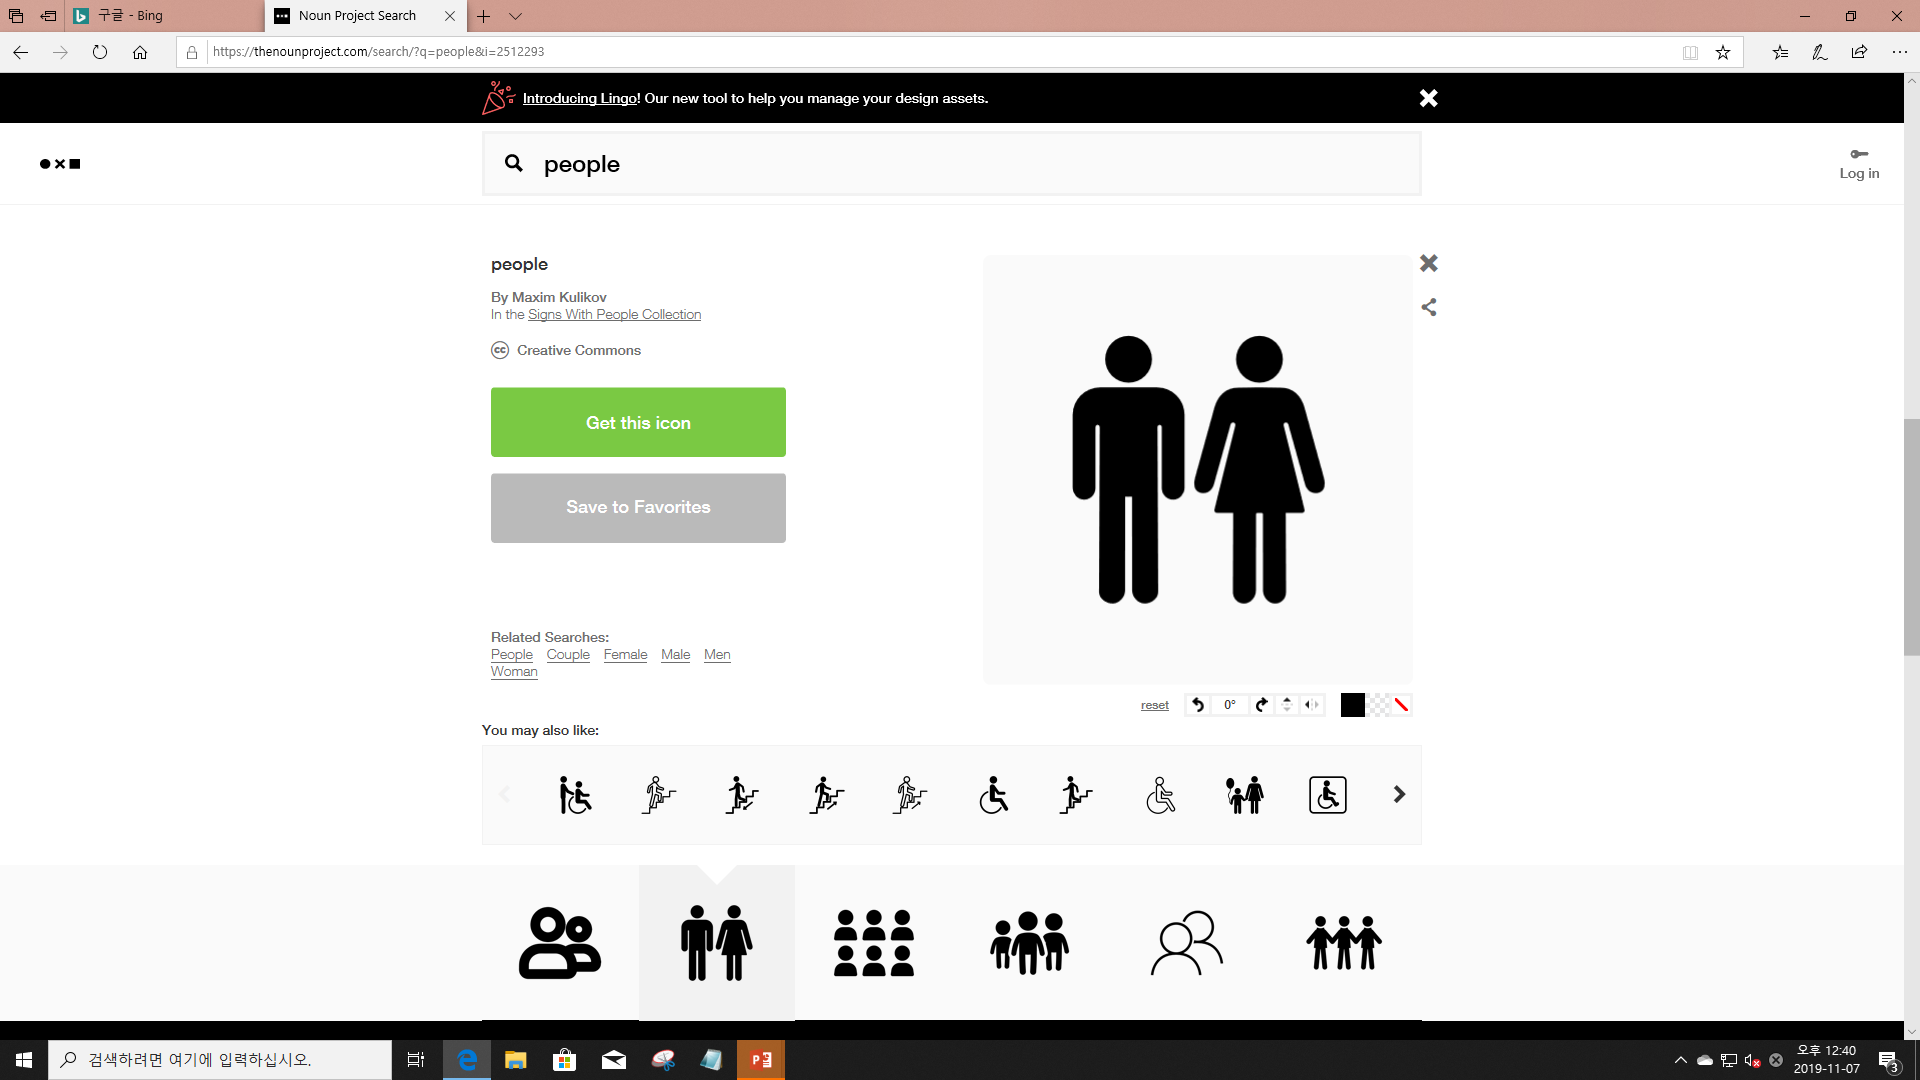 구글 - Bing
Noun Project Search
https://thenounproject.com/search/?q=people&i=2512293
Introducing Lingo! Our new tool to help you manage your design assets.
people
Log in
people
By Maxim Kulikov
In the Signs With People Collection
cc Creative Commons
Get this icon
Save to Favorites
Related Searches:
People Couple Female Male Men
Woman
reset 0°
You may also like:
검색하려면 여기에 입력하십시오.
오후 12:40
2019-11-07
3